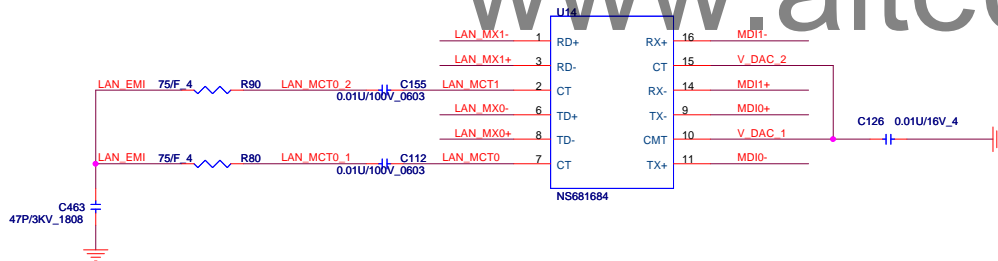 www.aitec
U14
LAN_MX1- 1 RD+ RX+ 16 MDI1-
LAN_MX1+ 3 RD- CT 15 V_DAC_2
LAN_EMI 75/F_4 R90 LAN_MCT0_2 C155 LAN_MCT1 2 CT RX- 14 MDI1+
0.01U/100V_0603
LAN_MX0- 6 TD+ TX- 9 MDI0+
C126 0.01U/16V_4
LAN_MX0+ 8 TD- CMT 10 V_DAC_1
LAN_EMI 75/F_4 R80 LAN_MCT0_1 C112 LAN_MCT0 7 CT TX+ 11 MDI0-
0.01U/100V_0603
NS681684
C463
47P/3KV_1808